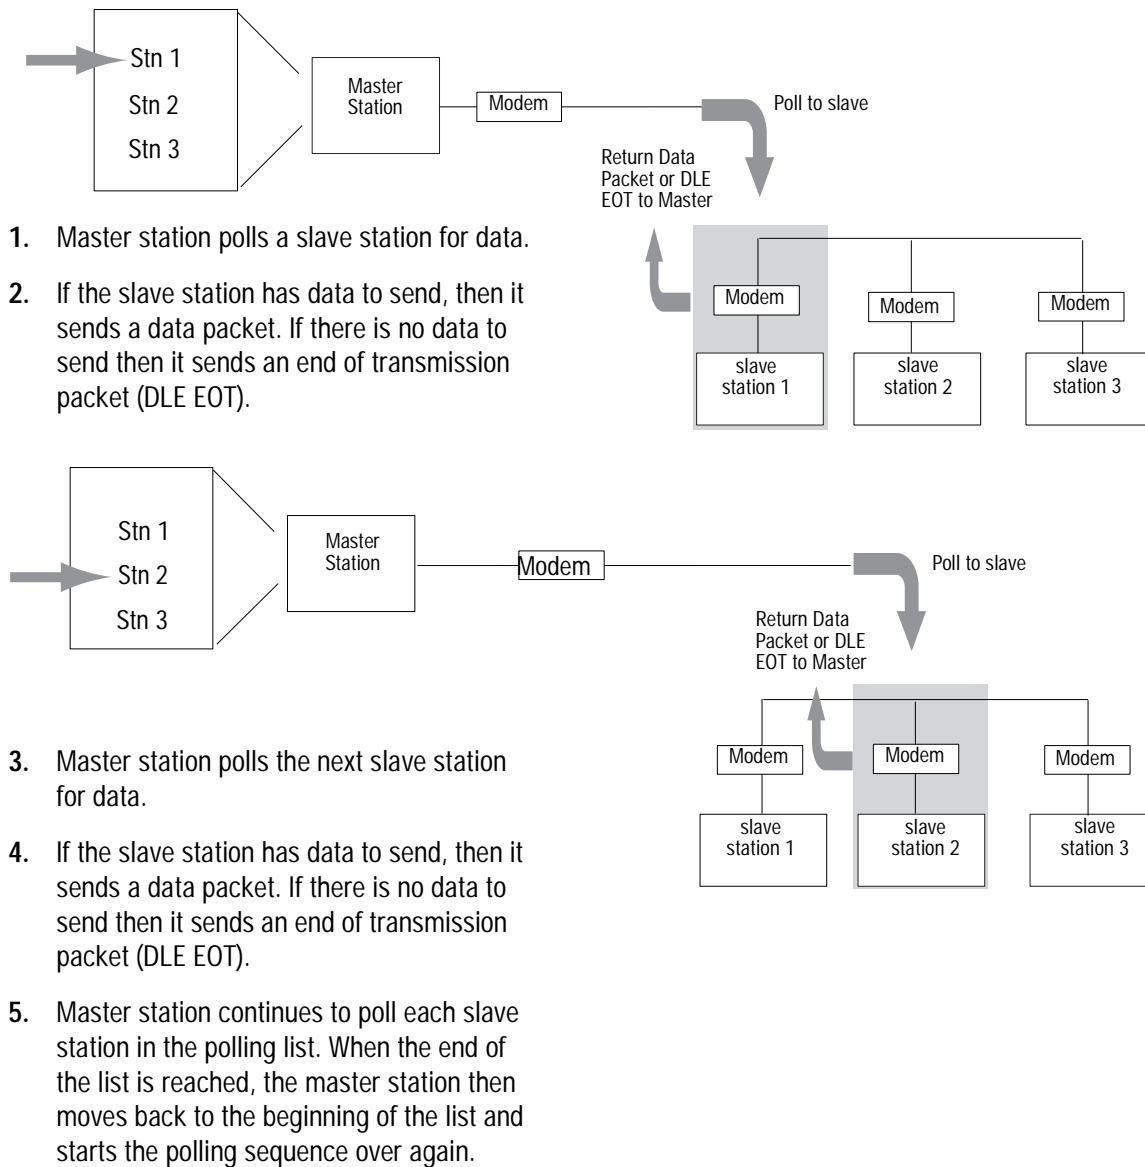 Stn 1
Stn 2
Stn 3
Master
Station
Modem
Poll to slave
Return Data
Packet or DLE
EOT to Master
Modem
Modem
Modem
slave
station 1
slave
station 2
slave
station 3
1. Master station polls a slave station for data.
2. If the slave station has data to send, then it
sends a data packet. If there is no data to
send then it sends an end of transmission
packet (DLE EOT).
Stn 1
Stn 2
Stn 3
Master
Station
Modem
Poll to slave
Return Data
Packet or DLE
EOT to Master
Modem
Modem
Modem
slave
station 1
slave
station 2
slave
station 3
3. Master station polls the next slave station
for data.
4. If the slave station has data to send, then it
sends a data packet. If there is no data to
send then it sends an end of transmission
packet (DLE EOT).
5. Master station continues to poll each slave
station in the polling list. When the end of
the list is reached, the master station then
moves back to the beginning of the list and
starts the polling sequence over again.